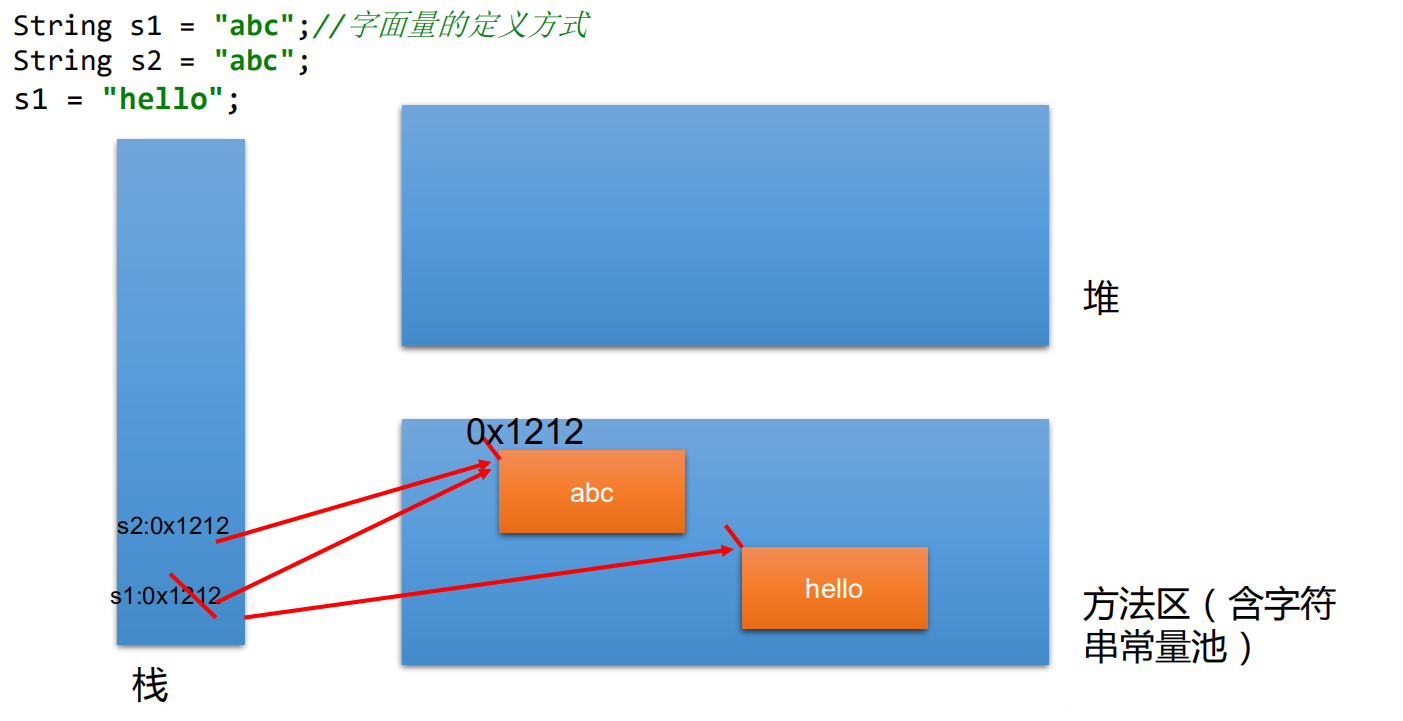 String s1 = "abc";//字面量的定义方式
String s2 = "abc";
s1 = "hello";
堆
0x1212
abc
s2:0x1212
hello
s1:0x1212
方法区（含字符
串常量池）
栈